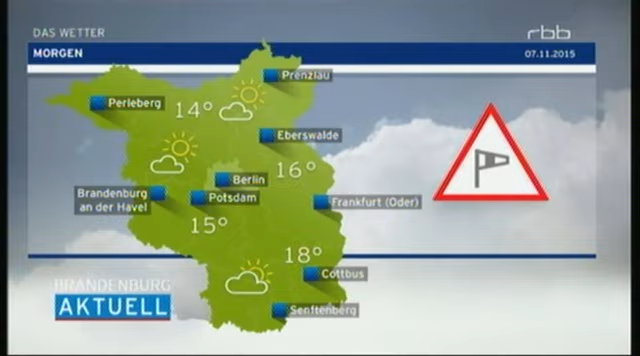 DAS WETTER
rbb
MORGEN
07.11.2015
Prenzlau
Perleberg
14°
Eberswalde
16°
Berlin
Brandenburg
an der Havel
Potsdam
Frankfurt (Oder)
15°
18°
Cottbus
BRANDENBURG
AKTUELL
Senftenberg